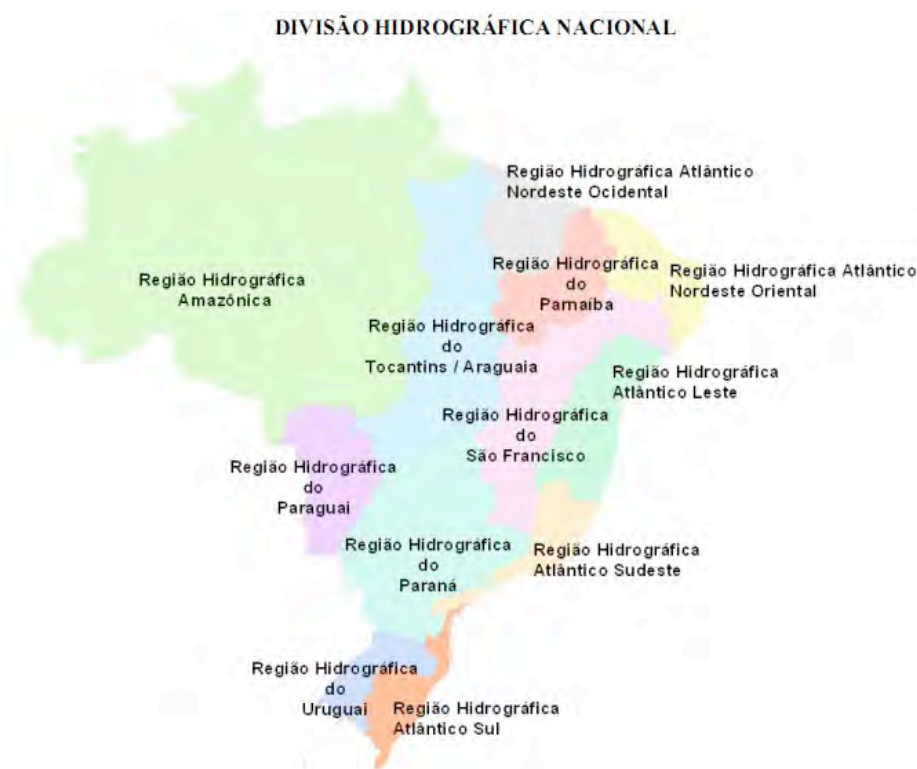 DIVISÃO HIDROGRÁFICA NACIONAL
Região Hidrográfica Atlântico
Nordeste Ocidental
Região Hidrográfica
Amazônica
Região Hidrográfica
do
Parnaíba
Região Hidrográfica Atlântico
Nordeste Oriental
Região Hidrográfica
do
Tocantins / Araguaia
Região Hidrográfica
Atlântico Leste
Região Hidrográfica
do
São Francisco
Região Hidrográfica
do
Paraguai
Região Hidrográfica
do
Paraná
Região Hidrográfica
Atlântico Sudeste
Região Hidrográfica
do
Uruguai
Região Hidrográfica
Atlântico Sul